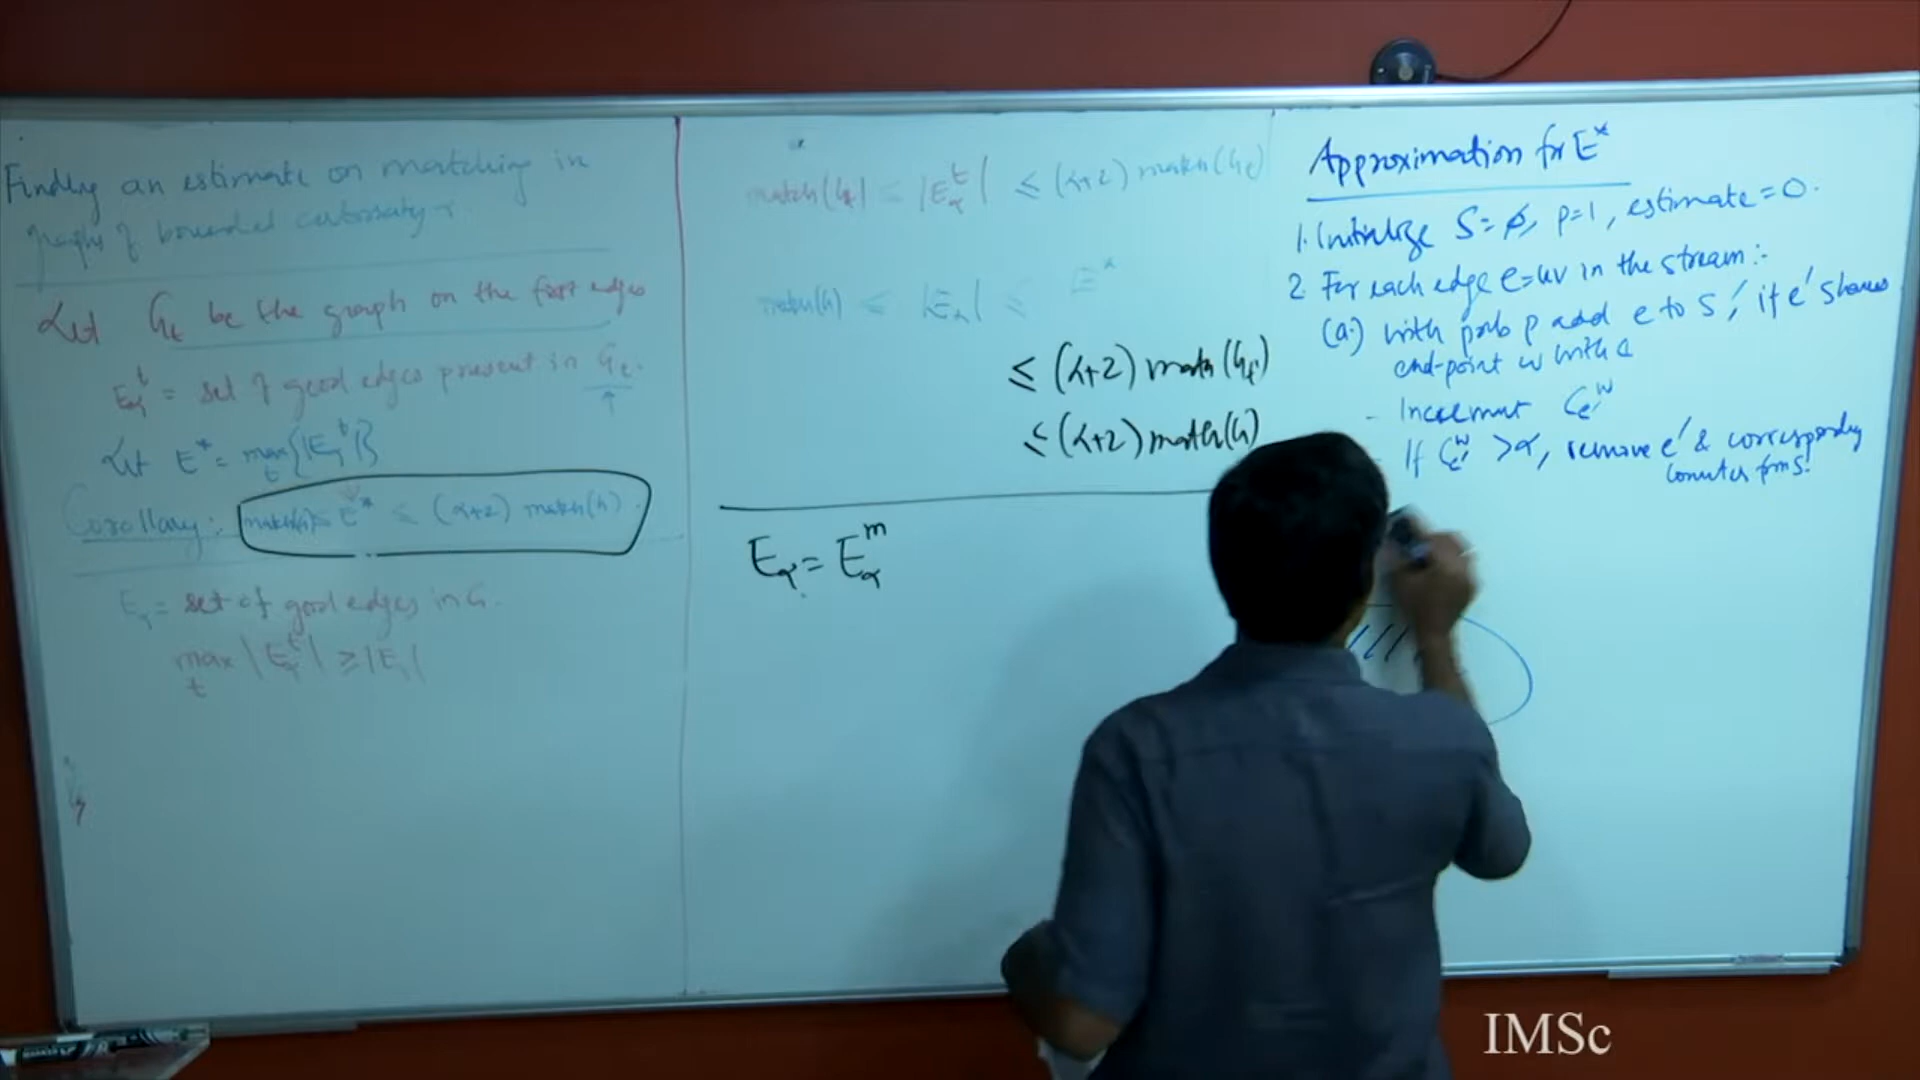 Finding an estimate on matching in
graphs of bounded
Let G_t be the graph on the first edges
E_α^t = set of good edges present in G_t.
Let E* = max_t {|E_α^t|}
Corollary: match(G) ≤ E* ≤ (α+2) match(G).
E_α = set of good edges in G.
max_t |E_α^t| ≥ |E_α|
match(G_t) ≤ |E_α^t| ≤ (α+2) match(G_t)
match(G) ≤ |E_α| ≤ E*
≤ (α+2) match(G_t')
≤ (α+2) match(G)
E_α = E_α^m
Approximation for E*
1. Initialize S = ∅, p=1, estimate = 0.
2 For each edge e=uv in the stream:-
(a.) with prob p add e to S, if e' shares
end-point w with e
- Increment C_e'^w
- If C_e'^w > α, remove e' & corresponding
counter from S.
IMSc